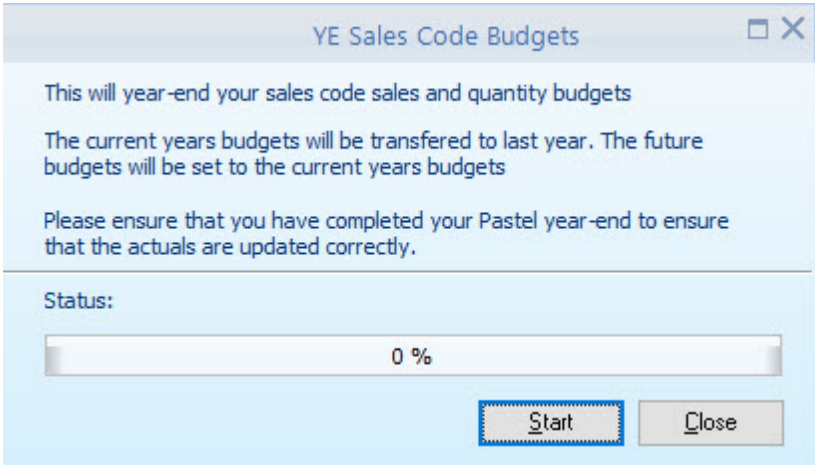 YE Sales Code Budgets
This will year-end your sales code sales and quantity budgets
The current years budgets will be transfered to last year. The future
budgets will be set to the current years budgets
Please ensure that you have completed your Pastel year-end to ensure
that the actuals are updated correctly.
Status:
0 %
Start
Close